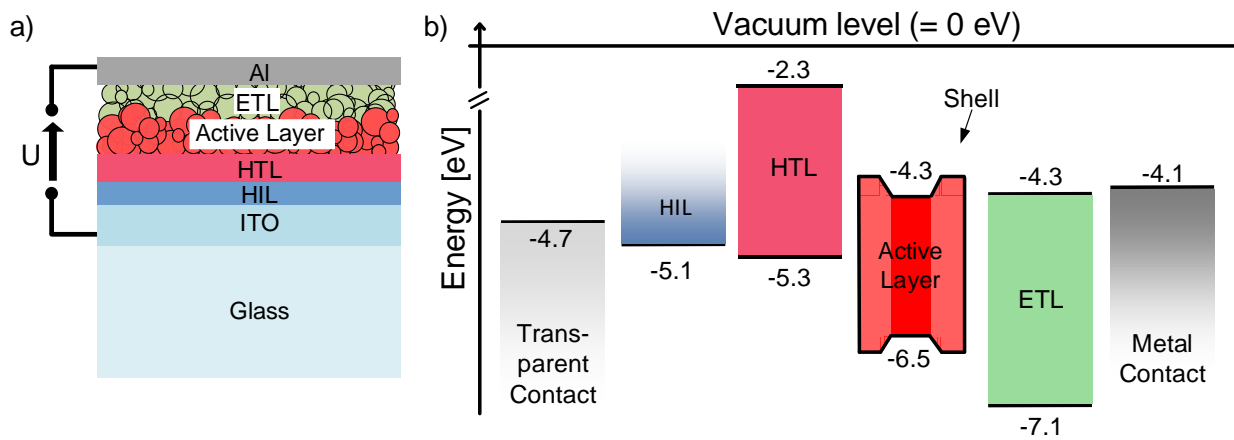 a)
Al
ETL
Active Layer
HTL
HIL
ITO
Glass
U
b)
Vacuum level (= 0 eV)
Energy [eV]
-4.7
Trans-
parent
Contact
HIL
-5.1
-2.3
HTL
-5.3
Shell
-4.3
Active
Layer
-6.5
-4.3
ETL
-7.1
-4.1
Metal
Contact